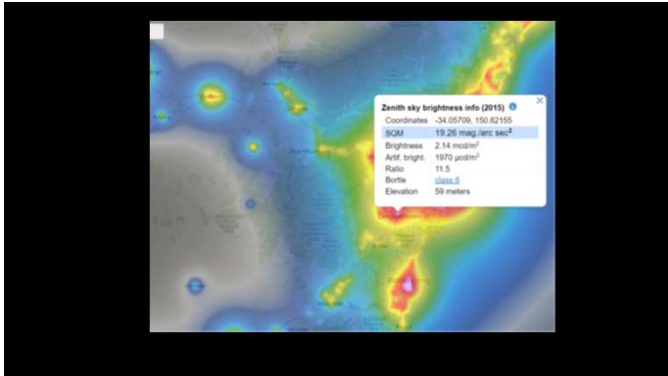 Zenith sky brightness info (2015)
Coordinates -34.05709, 150.82155
SQM 19.26 mag./arc sec²
Brightness 2.14 mcd/m²
Artif. bright. 1970 μcd/m²
Ratio 11.5
Bortle class 6
Elevation 59 meters